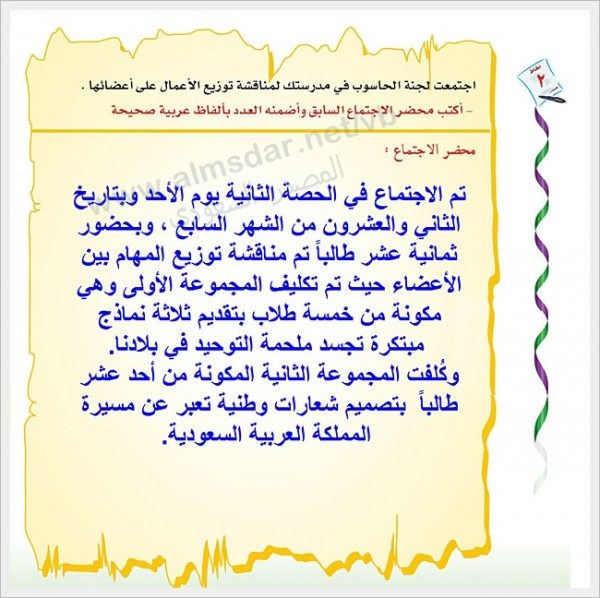 اجتمعت لجنة الحاسوب في مدرستك لمناقشة توزيع الأعمال على أعضائها .
- أكتب محضر الاجتماع السابق وأضمنه العدد بألفاظ عربية صحيحة
محضر الاجتماع :
تم الاجتماع في الحصة الثانية يوم الأحد وبتاريخ
الثاني والعشرون من الشهر السابع ، وبحضور
ثمانية عشر طالباً تم مناقشة توزيع المهام بين
الأعضاء حيث تم تكليف المجموعة الأولى وهي
مكونة من خمسة طلاب بتقديم ثلاثة نماذج
مبتكرة تجسد ملحمة التوحيد في بلادنا.
وكُلفت المجموعة الثانية المكونة من أحد عشر
طالباً بتصميم شعارات وطنية تعبر عن مسيرة
المملكة العربية السعودية.
www.almsdar.net/vb
المصدر السعودي
٢